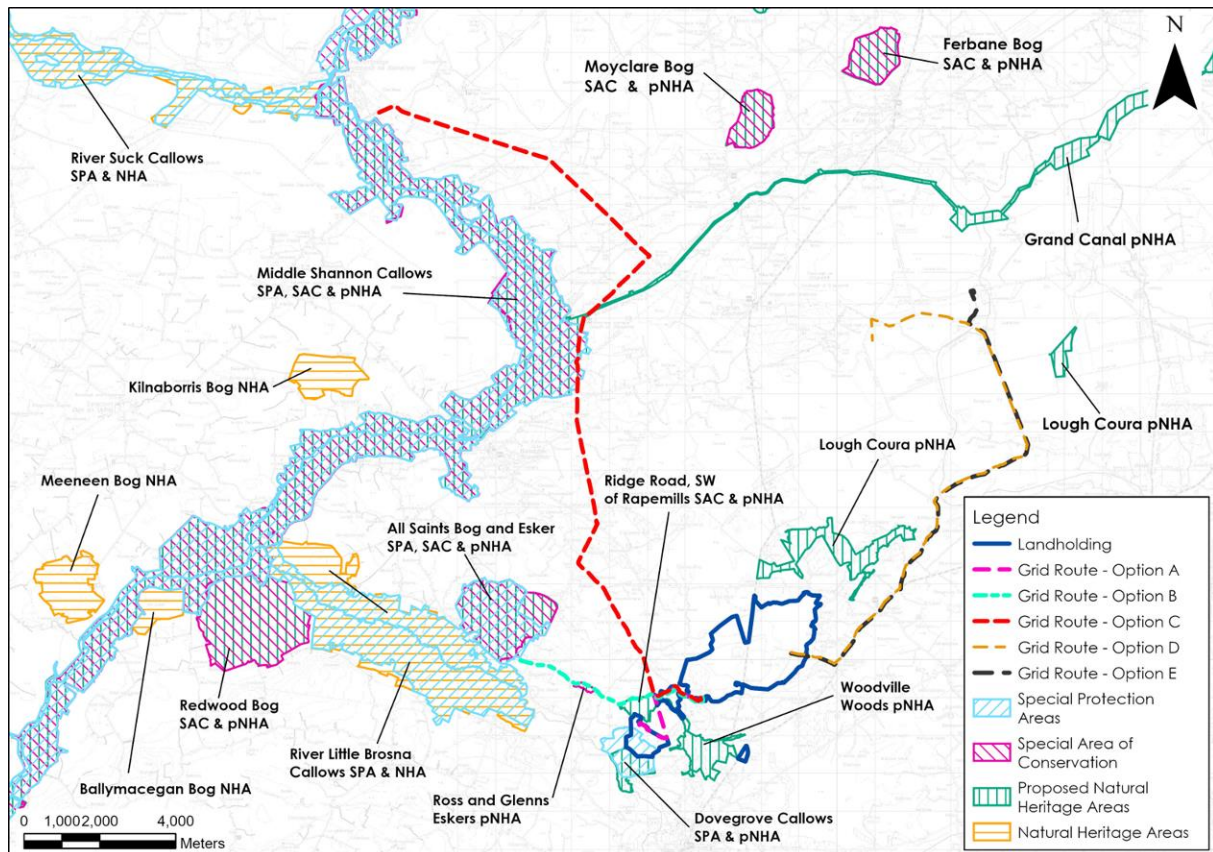 N
Ferbane Bog
SAC & pNHA
Moyclare Bog
SAC & pNHA
River Suck Callows
SPA & NHA
Grand Canal pNHA
Middle Shannon Callows
SPA, SAC & pNHA
Kilnaborris Bog NHA
Lough Coura pNHA
Lough Coura pNHA
Ridge Road, SW
of Rapemills SAC & pNHA
Meeneen Bog NHA
All Saints Bog and Esker
SPA, SAC & pNHA
Redwood Bog
SAC & pNHA
Woodville
Woods pNHA
River Little Brosna
Callows SPA & NHA
Ballymacegan Bog NHA
Ross and Glenns
Eskers pNHA
Dovegrove Callows
SPA & pNHA
0 1,000 2,000 4,000
Meters
Legend
Landholding
Grid Route - Option A
Grid Route - Option B
Grid Route - Option C
Grid Route - Option D
Grid Route - Option E
Special Protection
Areas
Special Area of
Conservation
Proposed Natural
Heritage Areas
Natural Heritage Areas